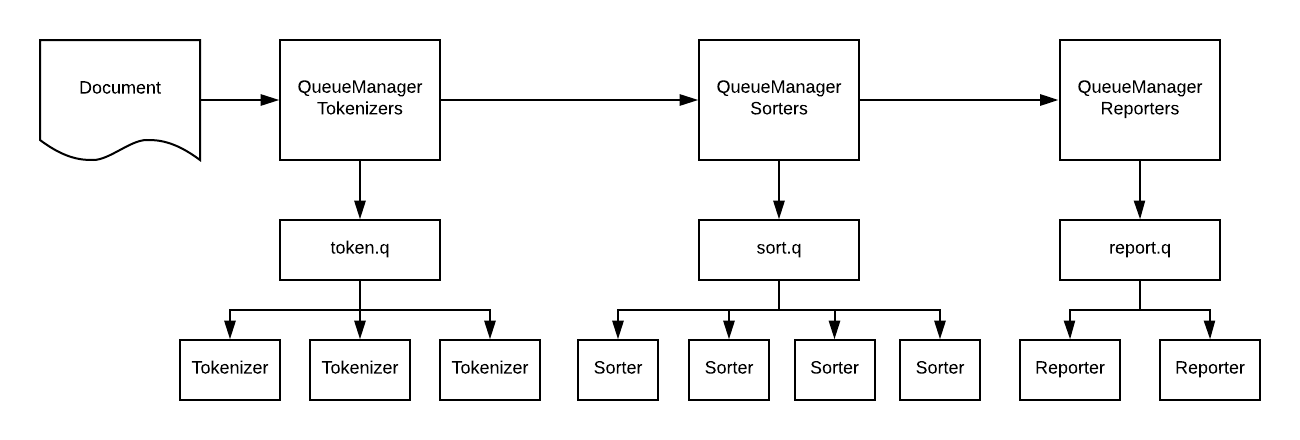 Document
QueueManager
Tokenizers
QueueManager
Sorters
QueueManager
Reporters
token.q
sort.q
report.q
Tokenizer
Tokenizer
Tokenizer
Sorter
Sorter
Sorter
Sorter
Reporter
Reporter